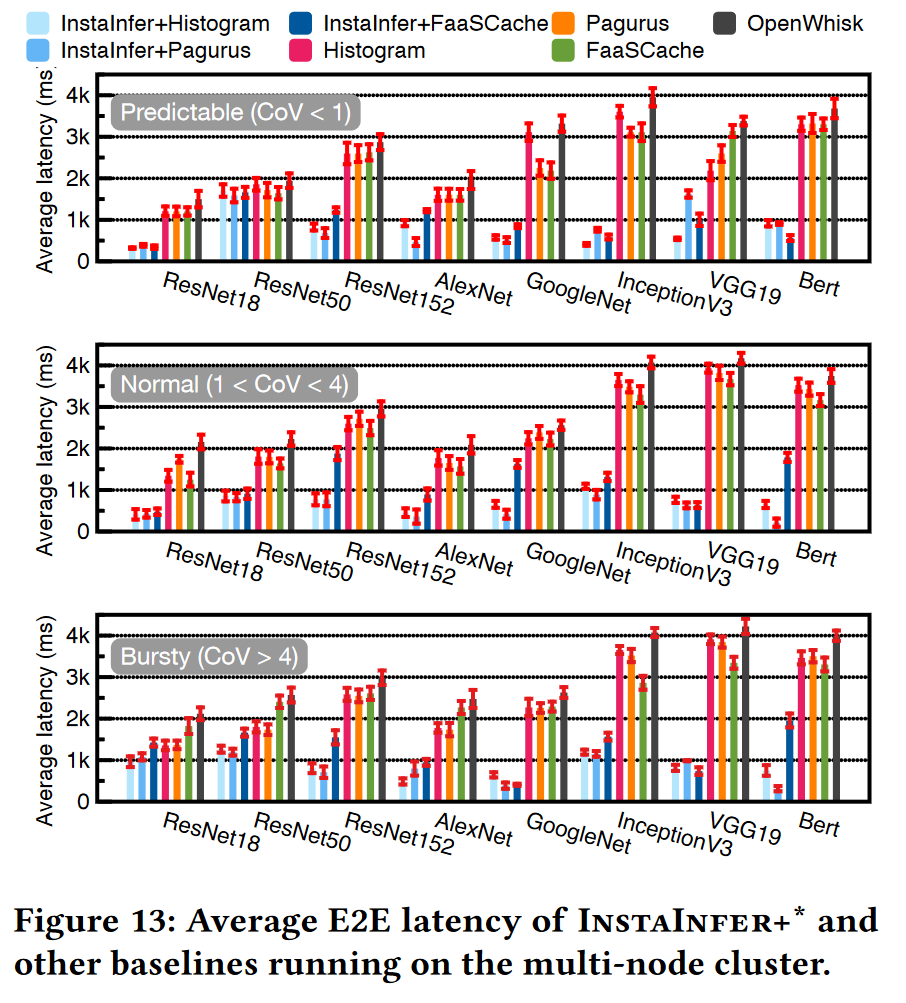 InstaInfer+Histogram InstaInfer+FaaSCache Pagurus OpenWhisk
InstaInfer+Pagurus Histogram FaaSCache
Average latency (ms)
4k
3k
2k
1k
0
Predictable (CoV < 1)
ResNet18 ResNet50 ResNet152 AlexNet GoogleNet InceptionV3 VGG19 Bert
Average latency (ms)
4k
3k
2k
1k
0
Normal (1 < CoV < 4)
ResNet18 ResNet50 ResNet152 AlexNet GoogleNet InceptionV3 VGG19 Bert
Average latency (ms)
4k
3k
2k
1k
0
Bursty (CoV > 4)
ResNet18 ResNet50 ResNet152 AlexNet GoogleNet InceptionV3 VGG19 Bert
Figure 13: Average E2E latency of INSTAINFER+* and
other baselines running on the multi-node cluster.